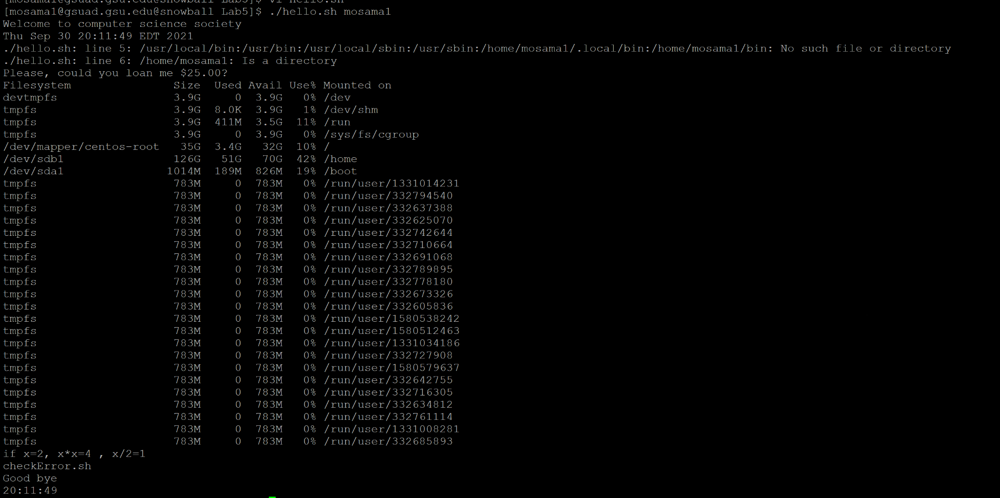 [mosama1@gsuad.gsu.edu@snowball Lab5]$ vi hello.sh
[mosama1@gsuad.gsu.edu@snowball Lab5]$ ./hello.sh mosama1
Welcome to computer science society
Thu Sep 30 20:11:49 EDT 2021
./hello.sh: line 5: /usr/local/bin:/usr/bin:/usr/local/sbin:/usr/sbin:/home/mosama1/.local/bin:/home/mosama1/bin: No such file or directory
./hello.sh: line 6: /home/mosama1: Is a directory
Please, could you loan me $25.00?
Filesystem               Size  Used Avail Use% Mounted on
devtmpfs                 3.9G     0  3.9G   0% /dev
tmpfs                    3.9G  8.0K  3.9G   1% /dev/shm
tmpfs                    3.9G  411M  3.5G  11% /run
tmpfs                    3.9G     0  3.9G   0% /sys/fs/cgroup
/dev/mapper/centos-root   35G  3.4G   32G  10% /
/dev/sdb1                126G   51G   70G  42% /home
/dev/sda1               1014M  189M  826M  19% /boot
tmpfs                    783M     0  783M   0% /run/user/1331014231
tmpfs                    783M     0  783M   0% /run/user/332794540
tmpfs                    783M     0  783M   0% /run/user/332637388
tmpfs                    783M     0  783M   0% /run/user/332625070
tmpfs                    783M     0  783M   0% /run/user/332742644
tmpfs                    783M     0  783M   0% /run/user/332710664
tmpfs                    783M     0  783M   0% /run/user/332691068
tmpfs                    783M     0  783M   0% /run/user/332789895
tmpfs                    783M     0  783M   0% /run/user/332778180
tmpfs                    783M     0  783M   0% /run/user/332673326
tmpfs                    783M     0  783M   0% /run/user/332605836
tmpfs                    783M     0  783M   0% /run/user/1580538242
tmpfs                    783M     0  783M   0% /run/user/1580512463
tmpfs                    783M     0  783M   0% /run/user/1331034186
tmpfs                    783M     0  783M   0% /run/user/332727908
tmpfs                    783M     0  783M   0% /run/user/1580579637
tmpfs                    783M     0  783M   0% /run/user/332642755
tmpfs                    783M     0  783M   0% /run/user/332716305
tmpfs                    783M     0  783M   0% /run/user/332634812
tmpfs                    783M     0  783M   0% /run/user/332761114
tmpfs                    783M     0  783M   0% /run/user/1331008281
tmpfs                    783M     0  783M   0% /run/user/332685893
if x=2, x*x=4 , x/2=1
checkError.sh
Good bye
20:11:49